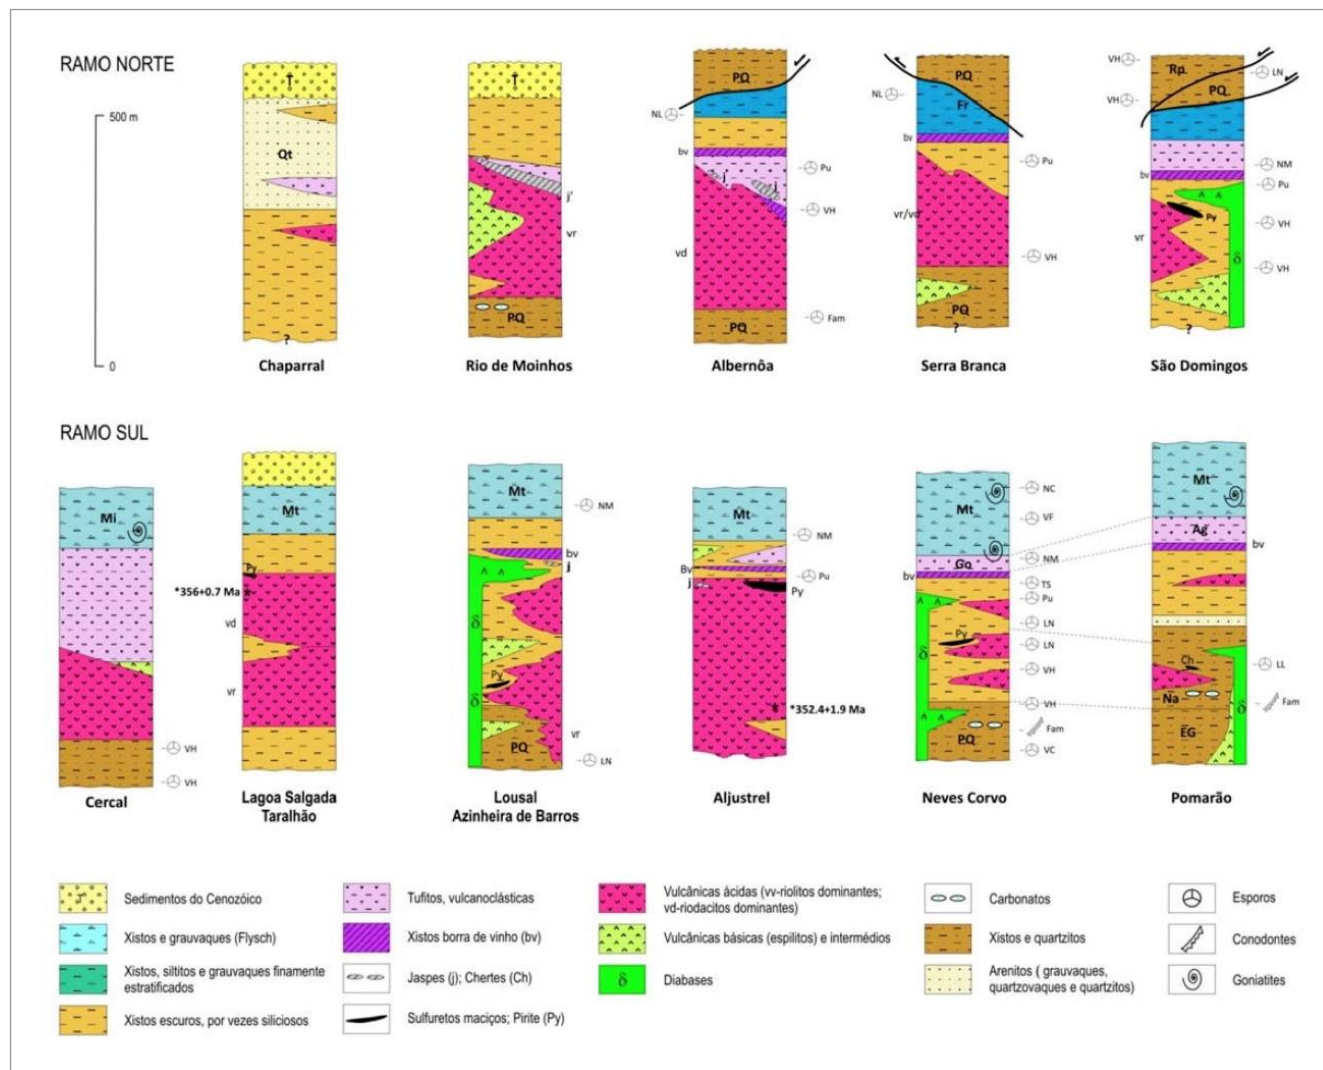 RAMO NORTE
500 m
0
T
Qt
?
Chaparral
T
j'
vr
PQ
Rio de Moinhos
PQ
NL
bv
Pu
j
j
VH
vd
Fam
PQ
Albernôa
PQ
NL
Fr
bv
Pu
vr/vd
VH
PQ
?
Serra Branca
VH
Rp
LN
PQ
VH
NM
bv
Pu
Py
VH
vr
δ
VH
?
São Domingos
RAMO SUL
Mi
VH
VH
Cercal
Mt
Py
*356+0.7 Ma
vd
vr
Lagoa Salgada
Taralhão
Mt
NM
bv
j
δ
Py
δ
vr
PQ
LN
Lousal
Azinheira de Barros
Mt
NM
Bv
Pu
j
Py
*352.4+1.9 Ma
Aljustrel
NC
Mt
VF
NM
Go
bv
TS
Pu
LN
Py
LN
δ
VH
VH
Fam
PQ
VC
Neves Corvo
Mt
Ag
bv
Ch
LL
Na
Fam
δ
EG
Pomarão
T
Sedimentos do Cenozóico
Xistos e grauvaques (Flysch)
Xistos, siltitos e grauvaques finamente
estratificados
Xistos escuros, por vezes siliciosos
Tufitos, vulcanoclásticas
Xistos borra de vinho (bv)
Jaspes (j); Chertes (Ch)
Sulfuretos maciços; Pirite (Py)
Vulcânicas ácidas (vv-riolitos dominantes;
vd-riodacitos dominantes)
Vulcânicas básicas (espilitos) e intermédios
δ
Diabases
Carbonatos
Xistos e quartzitos
Arenitos ( grauvaques,
quartzovaques e quartzitos)
Esporos
Conodontes
Goniatites